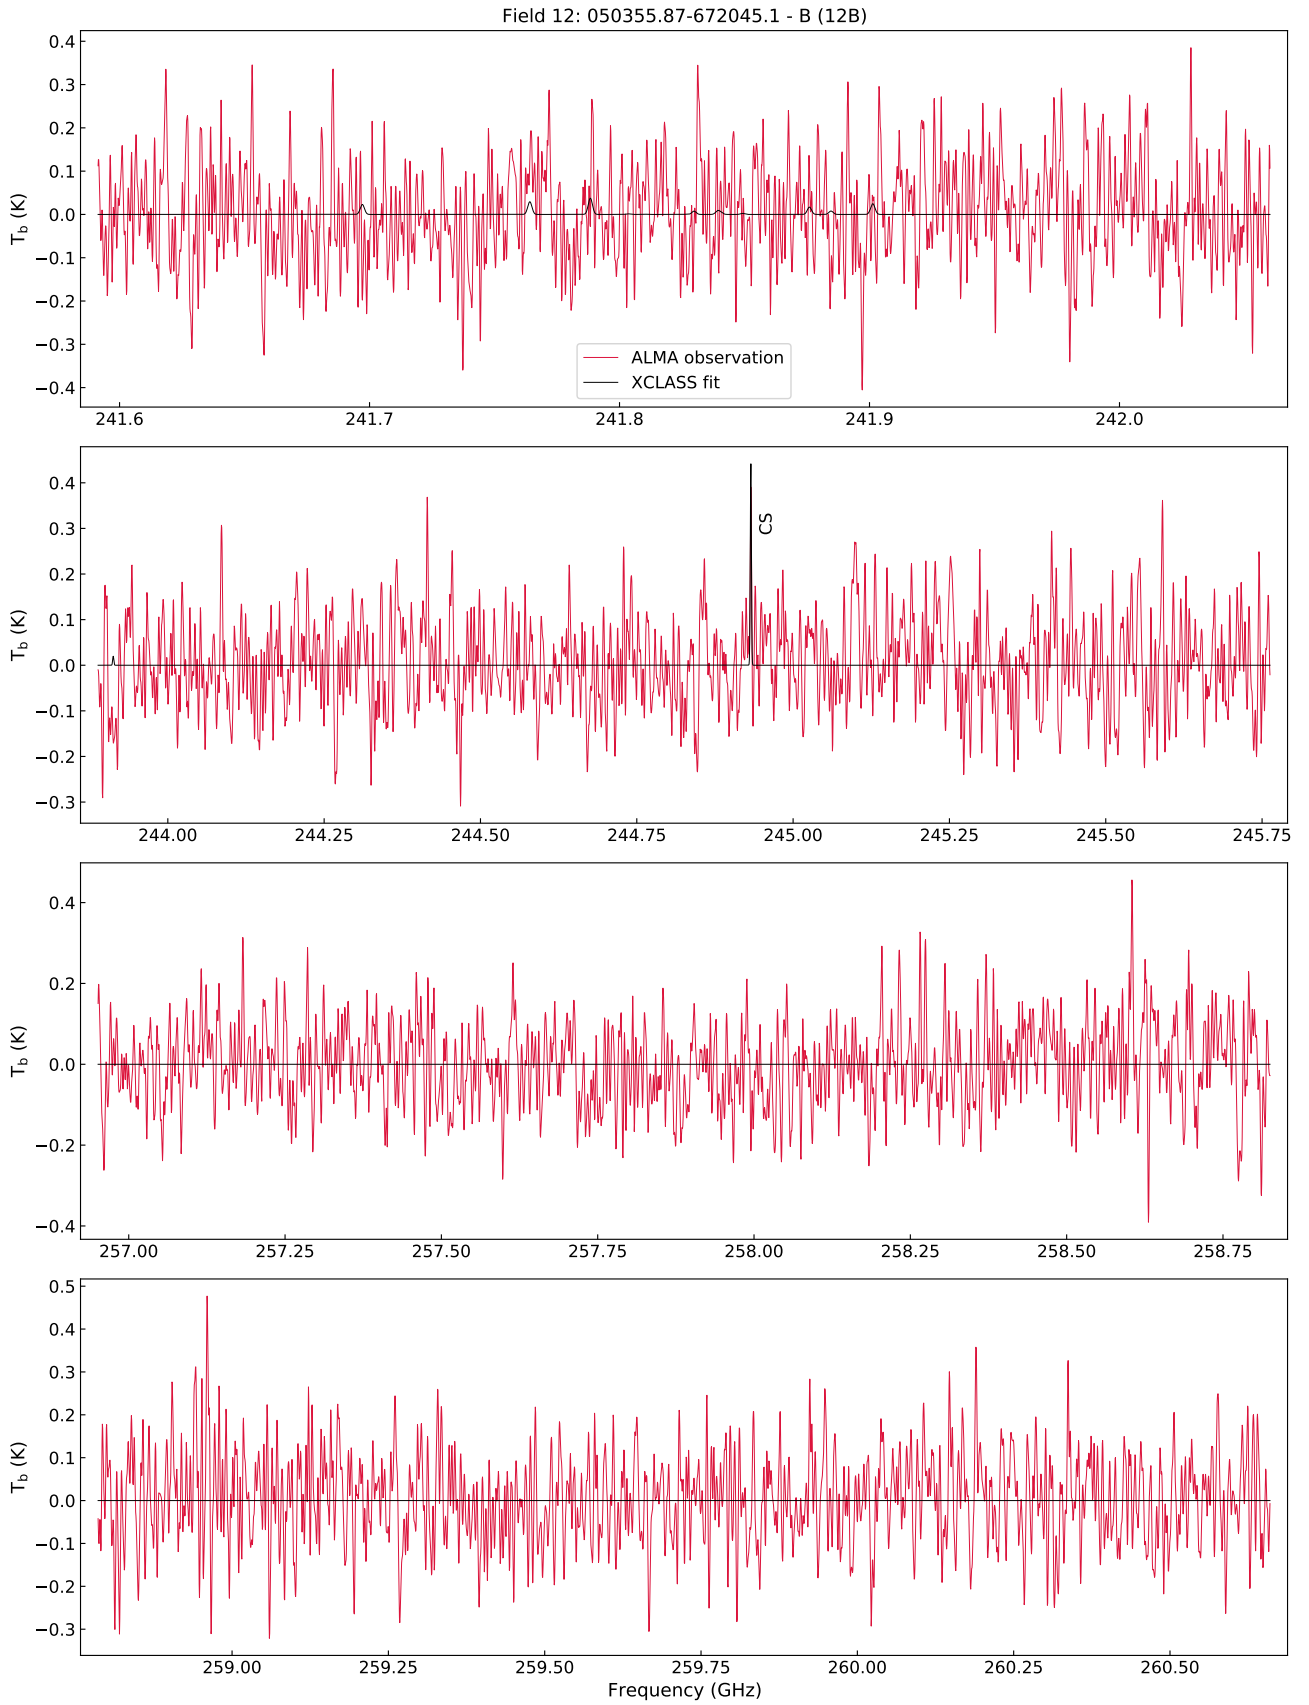 Field 12: 050355.87-672045.1 - B (12B)
0.4
0.3
0.2
0.1
0.0
−0.1
−0.2
−0.3
−0.4
T_b (K)
ALMA observation
XCLASS fit
241.6 241.7 241.8 241.9 242.0
0.4
0.3
0.2
0.1
0.0
−0.1
−0.2
−0.3
T_b (K)
CS
244.00 244.25 244.50 244.75 245.00 245.25 245.50 245.75
0.4
0.2
0.0
−0.2
−0.4
T_b (K)
257.00 257.25 257.50 257.75 258.00 258.25 258.50 258.75
0.5
0.4
0.3
0.2
0.1
0.0
−0.1
−0.2
−0.3
T_b (K)
259.00 259.25 259.50 259.75 260.00 260.25 260.50
Frequency (GHz)